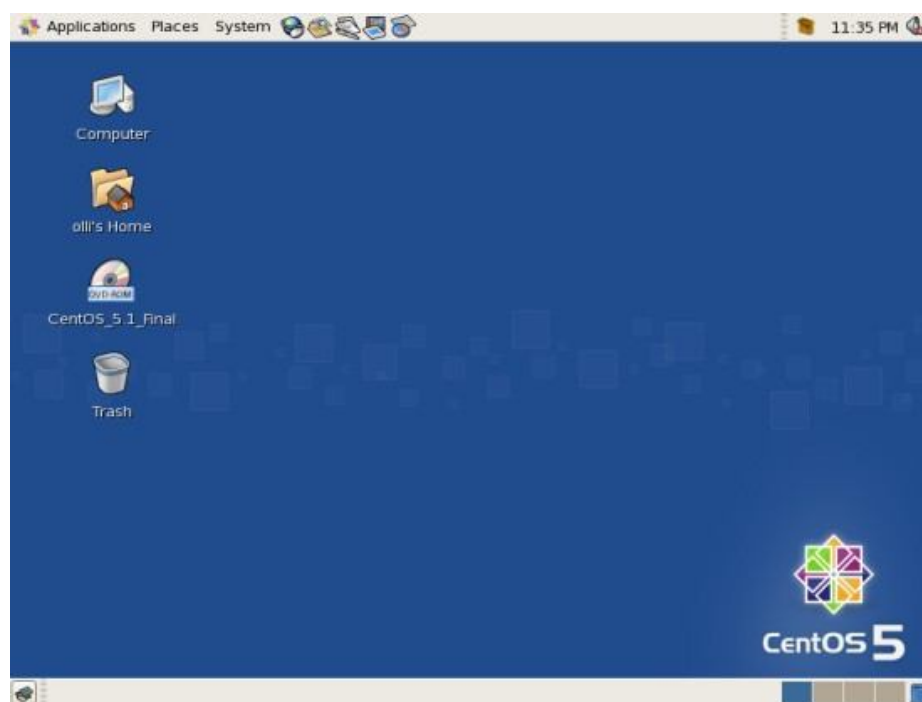 Applications Places System 11:35 PM
Computer
olli's Home
DVD-ROM
CentOS_5.1_Final
Trash
CentOS 5